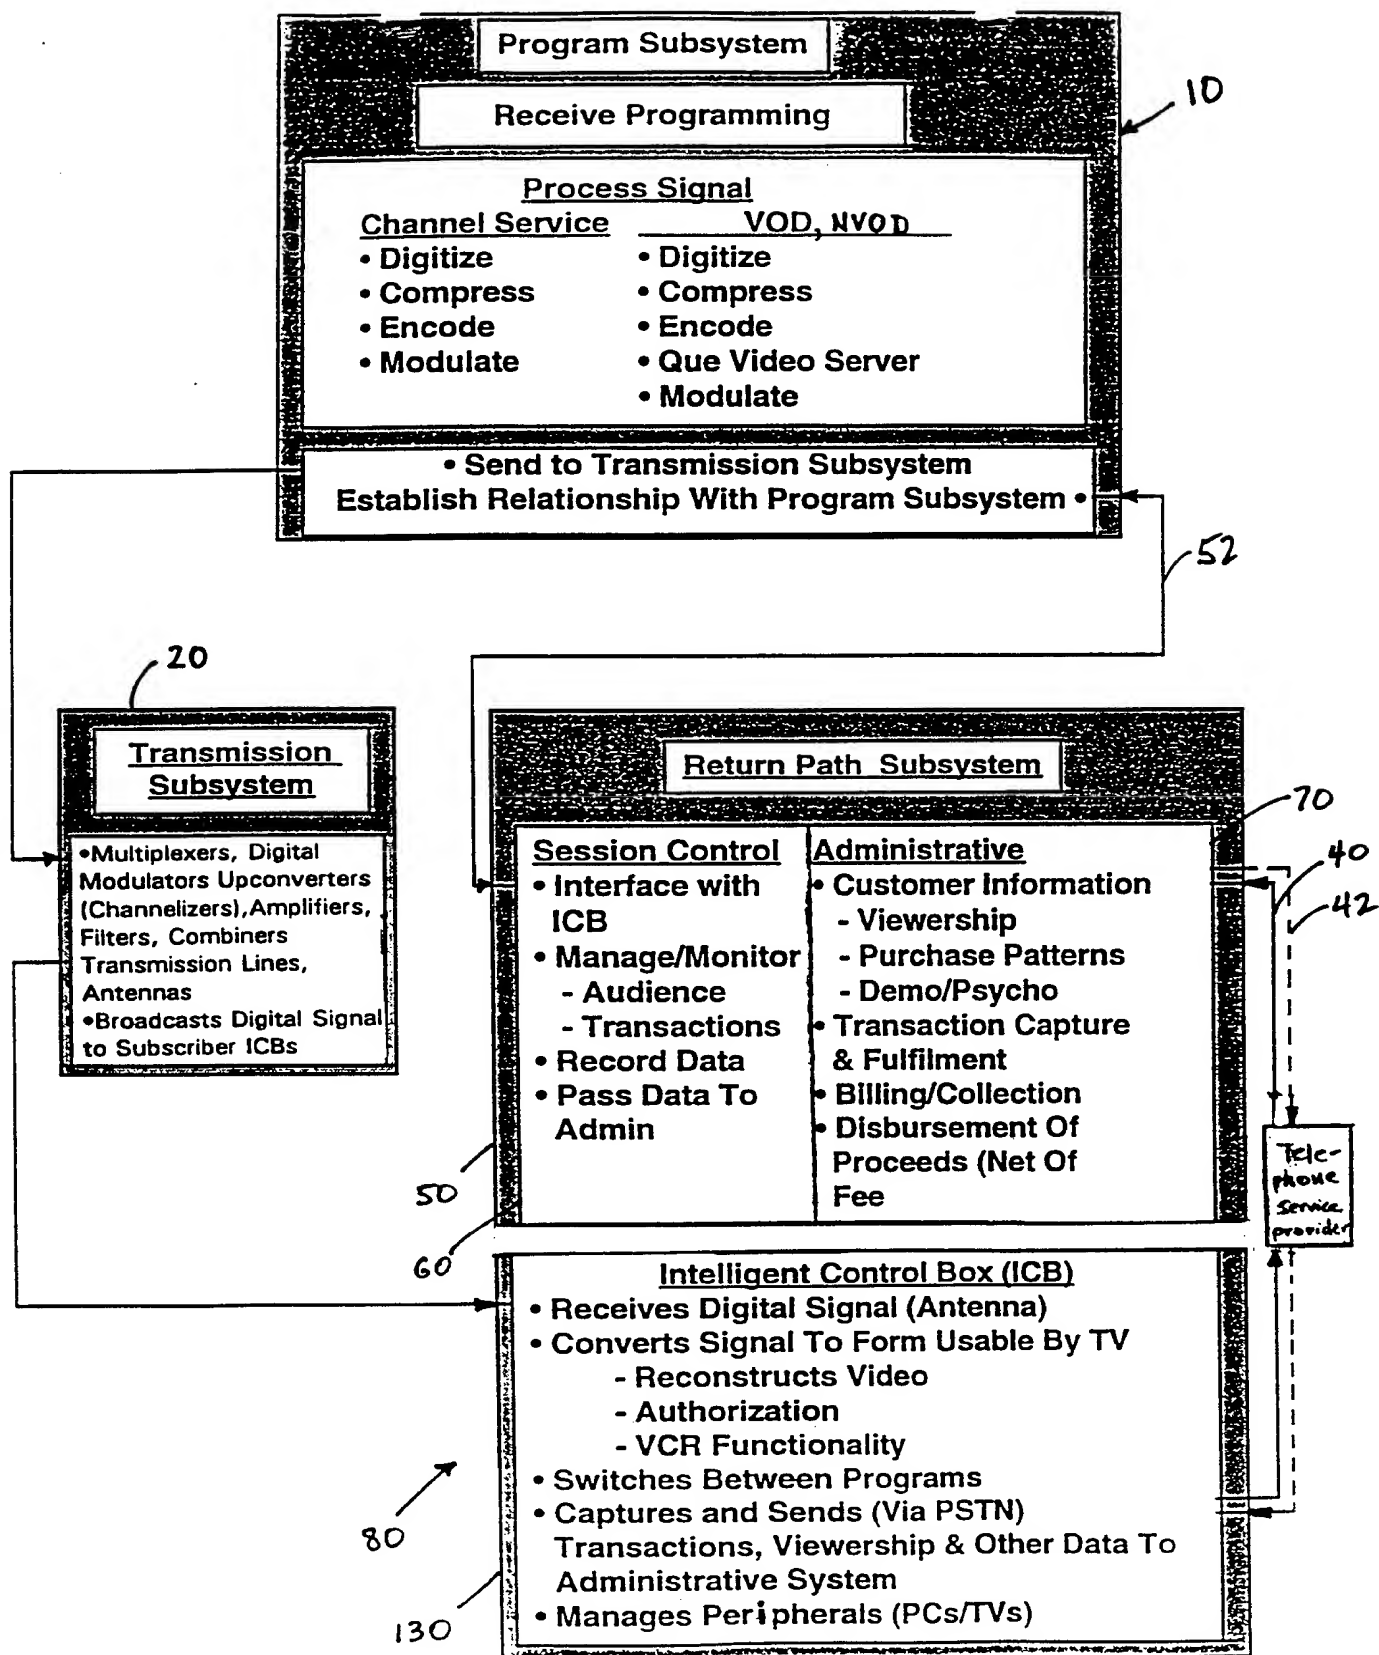 Program Subsystem
Receive Programming
10
Process Signal
Channel Service
• Digitize
• Compress
• Encode
• Modulate
VOD, NVOD
• Digitize
• Compress
• Encode
• Que Video Server
• Modulate
• Send to Transmission Subsystem
Establish Relationship With Program Subsystem •
52
20
Transmission
Subsystem
•Multiplexers, Digital
Modulators Upconverters
(Channelizers),Amplifiers,
Filters, Combiners
Transmission Lines,
Antennas
•Broadcasts Digital Signal
to Subscriber ICBs
Return Path Subsystem
70
40
42
Session Control
• Interface with
ICB
• Manage/Monitor
- Audience
- Transactions
• Record Data
• Pass Data To
Admin
Administrative
• Customer Information
- Viewership
- Purchase Patterns
- Demo/Psycho
• Transaction Capture
& Fulfilment
• Billing/Collection
• Disbursement Of
Proceeds (Net Of
Fee
50
60
Tele-
phone
service
provider
Intelligent Control Box (ICB)
• Receives Digital Signal (Antenna)
• Converts Signal To Form Usable By TV
- Reconstructs Video
- Authorization
- VCR Functionality
• Switches Between Programs
• Captures and Sends (Via PSTN)
Transactions, Viewership & Other Data To
Administrative System
• Manages Peripherals (PCs/TVs)
80
130